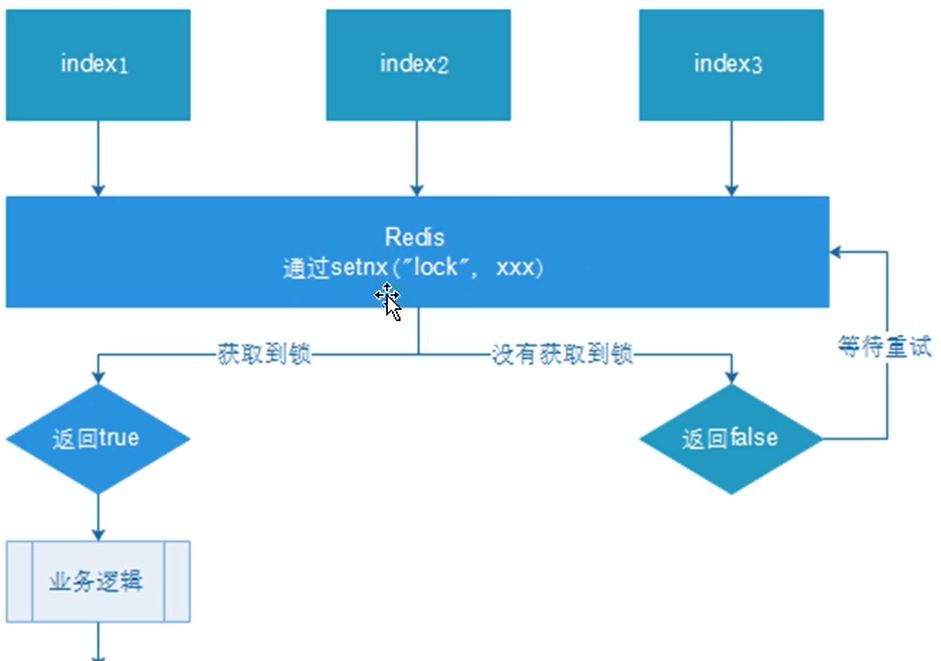 index1
index2
index3
Redis
通过setnx("lock", xxx)
获取到锁
没有获取到锁
等待重试
返回true
返回false
业务逻辑